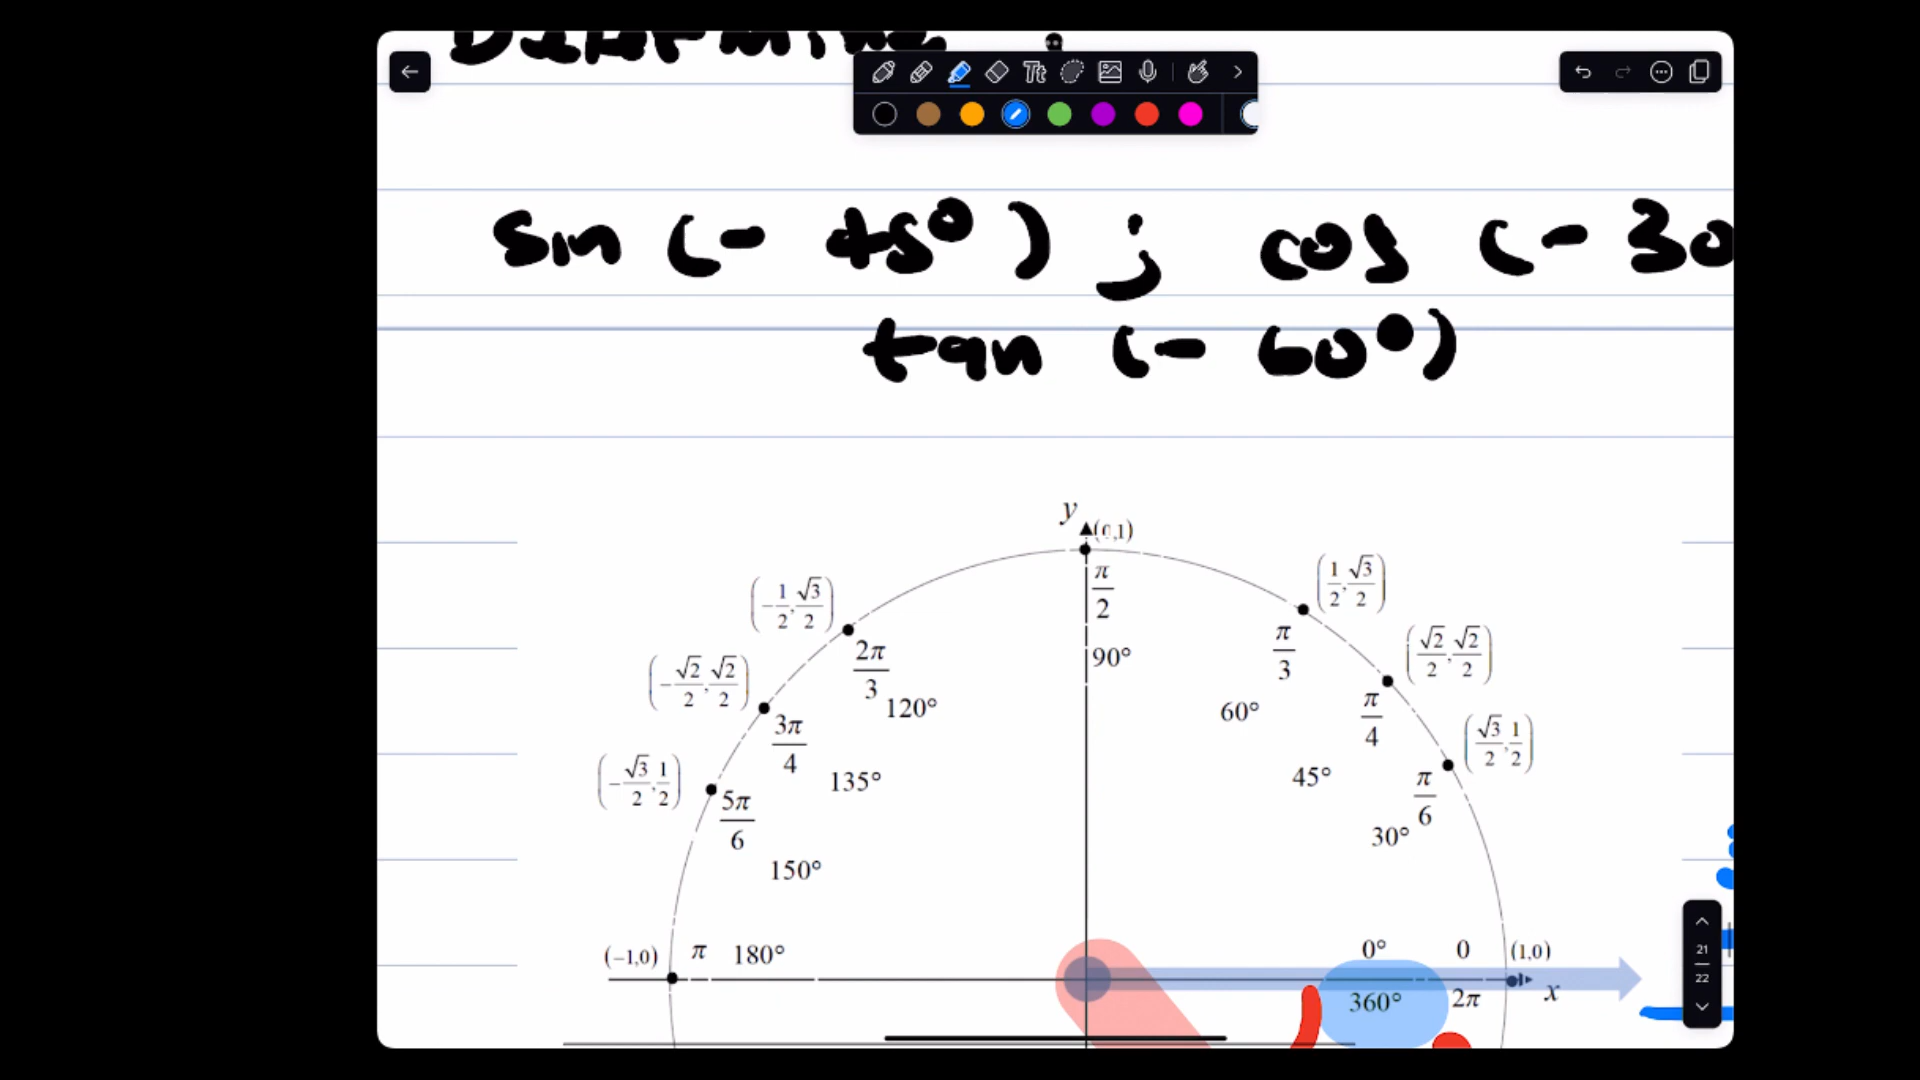 Determine :
Tt
sin (- 45°) ; cos (- 30
tan (- 60°)
y
(0,1)
π/2
90°
(-1/2, √3/2)
2π/3
120°
(-√2/2, √2/2)
3π/4
135°
(-√3/2, 1/2)
5π/6
150°
(1/2, √3/2)
π/3
60°
(√2/2, √2/2)
π/4
45°
(√3/2, 1/2)
π/6
30°
(-1,0) π 180°
0° 0 (1,0)
360° 2π x
21
22